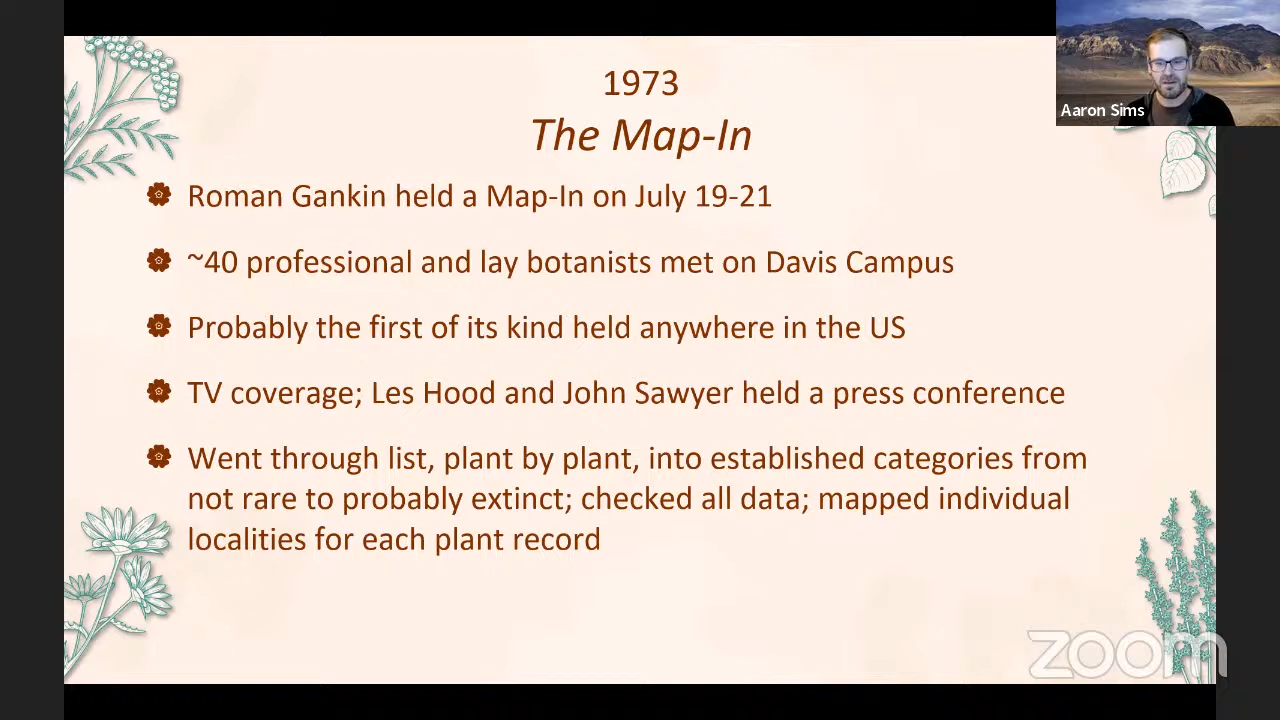 1973
The Map-In
Roman Gankin held a Map-In on July 19-21
~40 professional and lay botanists met on Davis Campus
Probably the first of its kind held anywhere in the US
TV coverage; Les Hood and John Sawyer held a press conference
Went through list, plant by plant, into established categories from
not rare to probably extinct; checked all data; mapped individual
localities for each plant record
Aaron Sims
zoom